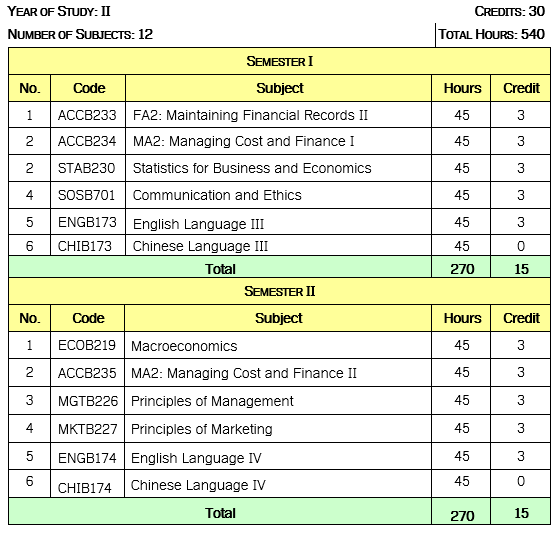 YEAR OF STUDY: II CREDITS: 30
NUMBER OF SUBJECTS: 12 TOTAL HOURS: 540
SEMESTER I
No. Code Subject Hours Credit
1 ACCB233 FA2: Maintaining Financial Records II 45 3
2 ACCB234 MA2: Managing Cost and Finance I 45 3
2 STAB230 Statistics for Business and Economics 45 3
4 SOSB701 Communication and Ethics 45 3
5 ENGB173 English Language III 45 3
6 CHIB173 Chinese Language III 45 0
Total 270 15
SEMESTER II
No. Code Subject Hours Credit
1 ECOB219 Macroeconomics 45 3
2 ACCB235 MA2: Managing Cost and Finance II 45 3
3 MGTB226 Principles of Management 45 3
4 MKTB227 Principles of Marketing 45 3
5 ENGB174 English Language IV 45 3
6 CHIB174 Chinese Language IV 45 0
Total 270 15